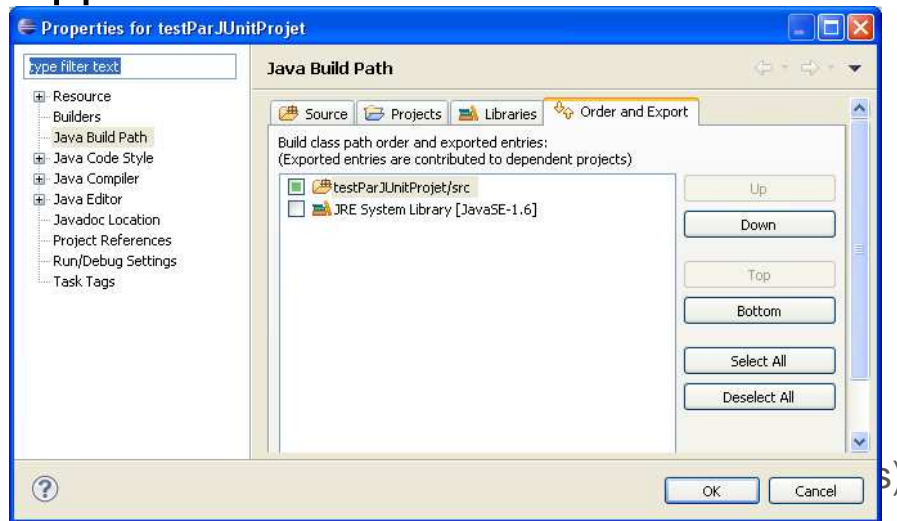 Properties for testParJUnitProjet
type filter text
Resource
Builders
Java Build Path
Java Code Style
Java Compiler
Java Editor
Javadoc Location
Project References
Run/Debug Settings
Task Tags
Java Build Path
Source Projects Libraries Order and Export
Build class path order and exported entries:
(Exported entries are contributed to dependent projects)
testParJUnitProjet/src
JRE System Library [JavaSE-1.6]
Up
Down
Top
Bottom
Select All
Deselect All
s)
OK Cancel